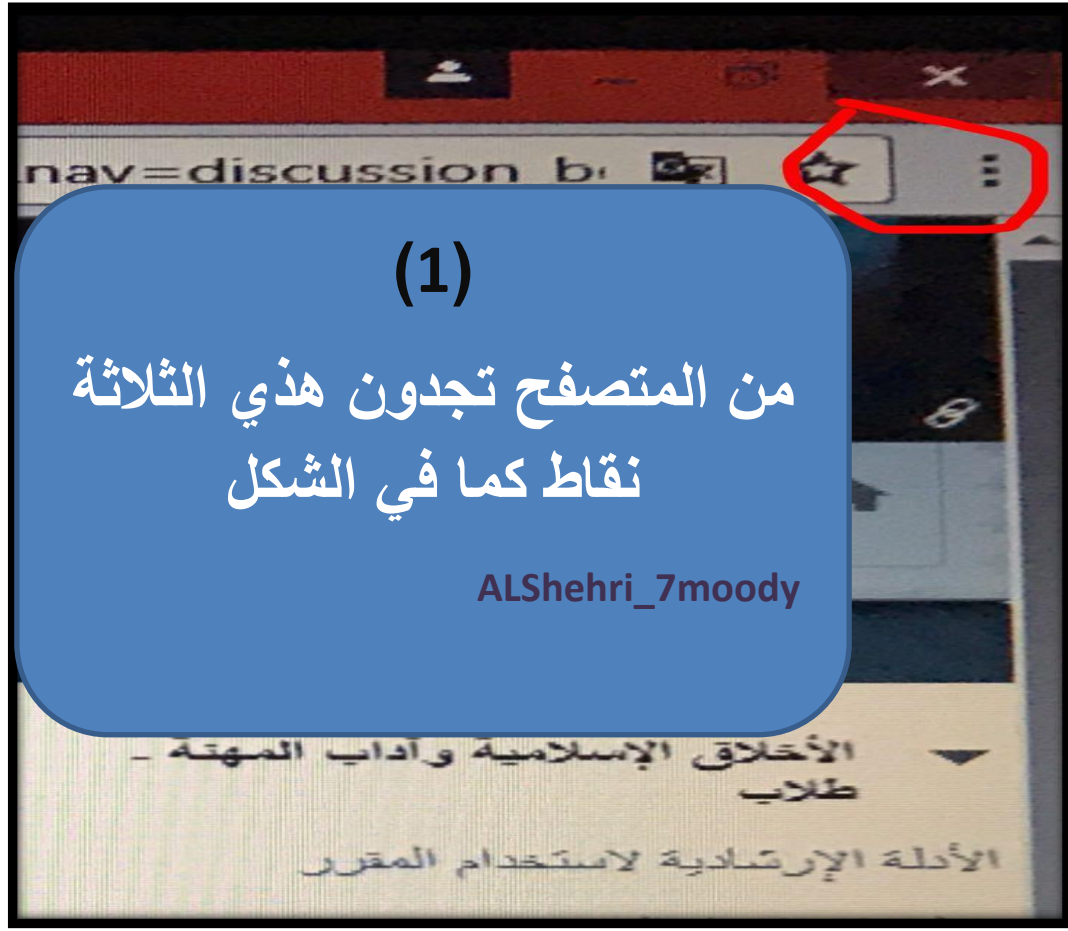 nav=discussion_b
(1)
من المتصفح تجدون هذي الثلاثة
نقاط كما في الشكل
ALShehri_7moody
الأخلاق الإسلامية وآداب المهنة -
طلاب
الأدلة الإرشادية لاستخدام المقرر